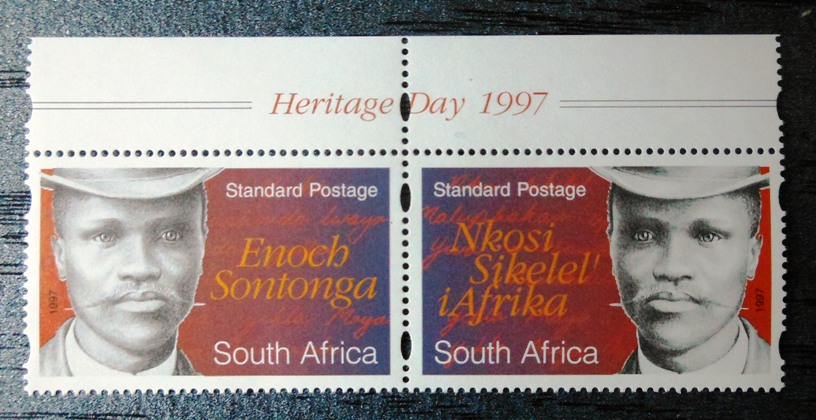 Heritage Day 1997
Standard Postage
Enoch
Sontonga
South Africa
1997
Standard Postage
Nkosi
Sikelel'
iAfrika
South Africa
1997